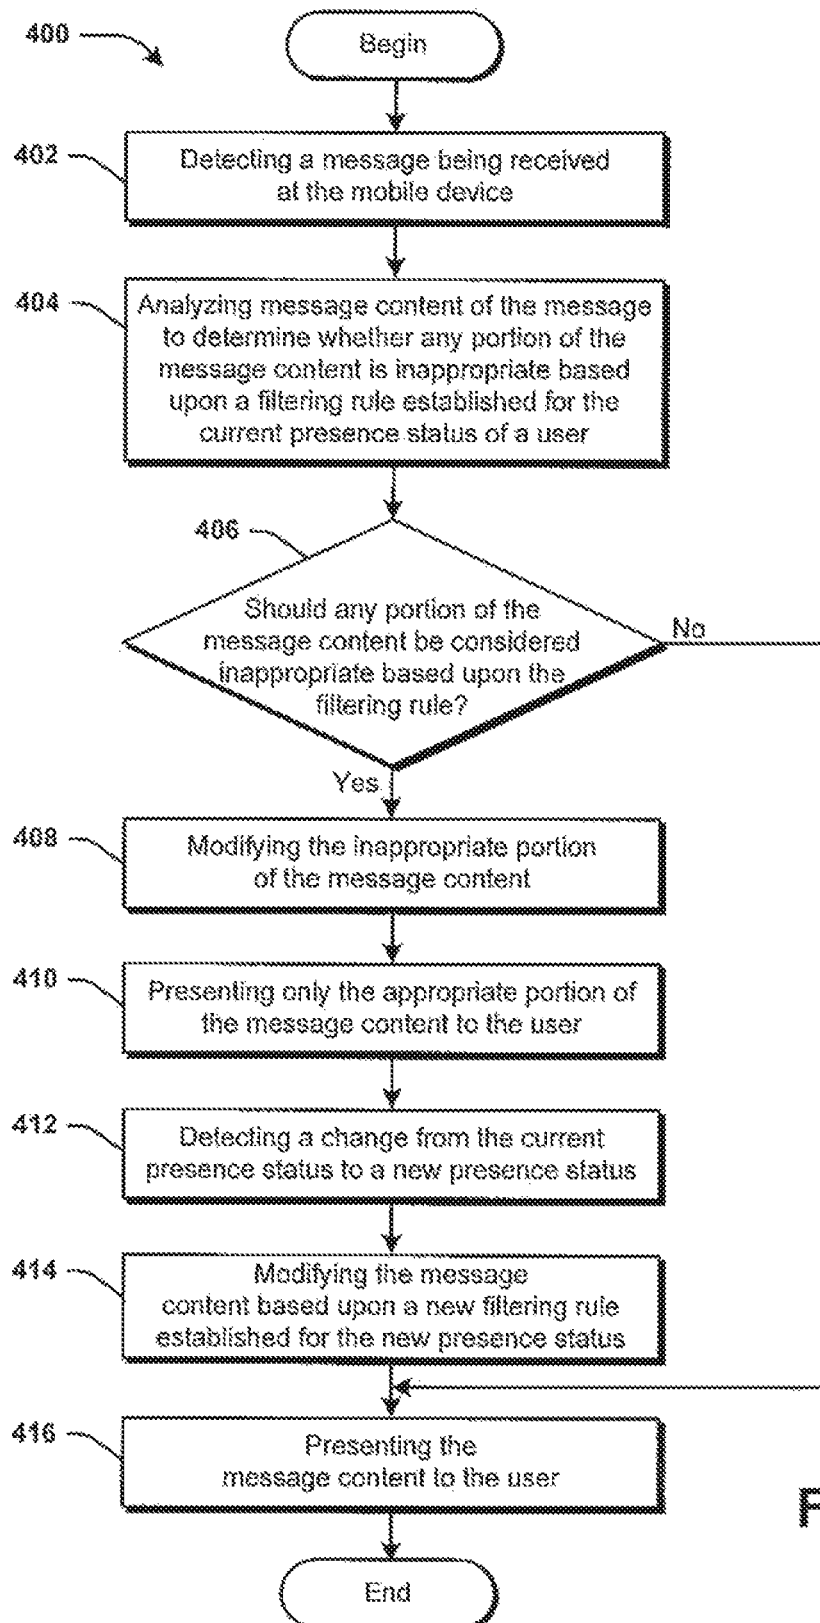 400
Begin
402
Detecting a message being received
at the mobile device
404
Analyzing message content of the message
to determine whether any portion of the
message content is inappropriate based
upon a filtering rule established for the
current presence status of a user
406
Should any portion of the
message content be considered
inappropriate based upon the
filtering rule?
No
Yes
408
Modifying the inappropriate portion
of the message content
410
Presenting only the appropriate portion of
the message content to the user
412
Detecting a change from the current
presence status to a new presence status
414
Modifying the message
content based upon a new filtering rule
established for the new presence status
416
Presenting the
message content to the user
F
End